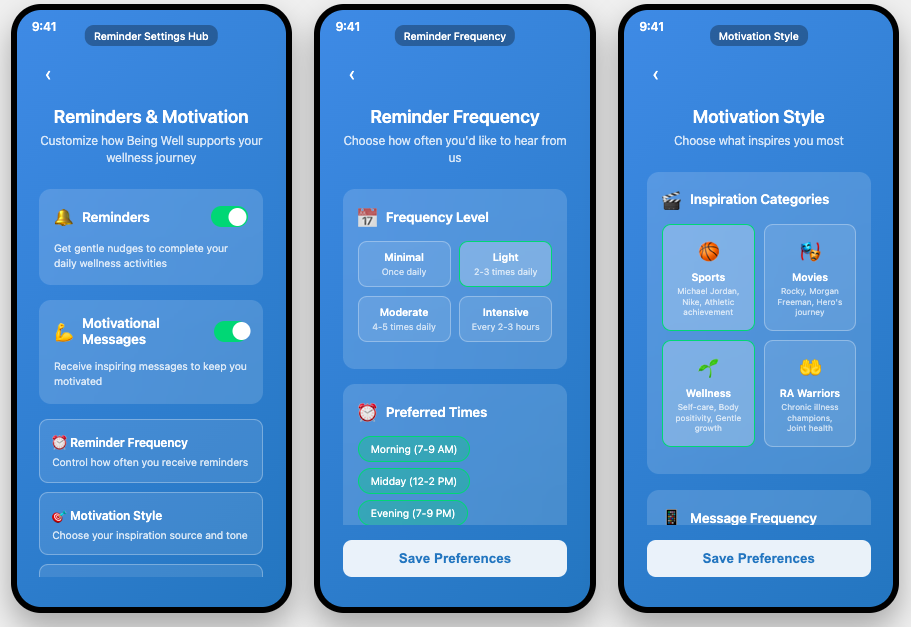 9:41
Reminder Settings Hub
‹
Reminders & Motivation
Customize how Being Well supports your
wellness journey
Reminders
Get gentle nudges to complete your
daily wellness activities
Motivational
Messages
Receive inspiring messages to keep you
motivated
Reminder Frequency
Control how often you receive reminders
Motivation Style
Choose your inspiration source and tone
9:41
Reminder Frequency
‹
Reminder Frequency
Choose how often you'd like to hear from
us
Frequency Level
Minimal
Once daily
Light
2-3 times daily
Moderate
4-5 times daily
Intensive
Every 2-3 hours
Preferred Times
Morning (7-9 AM)
Midday (12-2 PM)
Evening (7-9 PM)
Save Preferences
9:41
Motivation Style
‹
Motivation Style
Choose what inspires you most
Inspiration Categories
Sports
Michael Jordan,
Nike, Athletic
achievement
Movies
Rocky, Morgan
Freeman, Hero's
journey
Wellness
Self-care, Body
positivity, Gentle
growth
RA Warriors
Chronic illness
champions,
Joint health
Message Frequency
Save Preferences